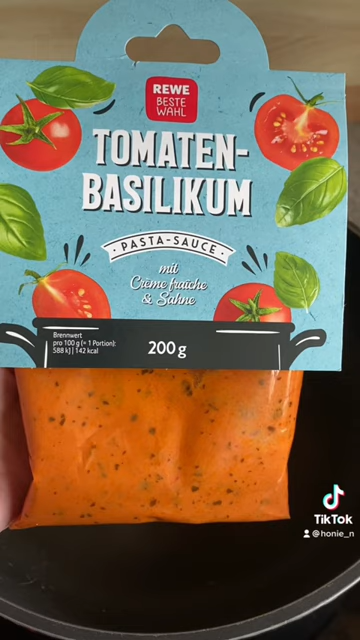 REWE
BESTE
WAHL
TOMATEN-
BASILIKUM
· PASTA-SAUCE ·
mit
Crème fraîche
& Sahne
Brennwert
pro 100 g (= 1 Portion):
588 kJ | 142 kcal
200 g
TikTok
@honie_n